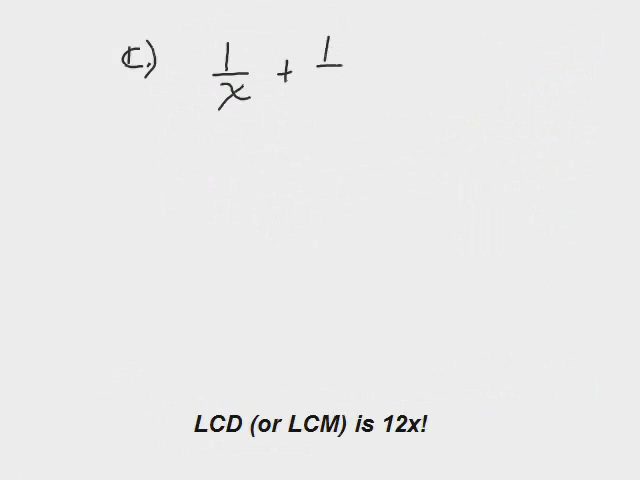 c.) 1/x + 1/
LCD (or LCM) is 12x!